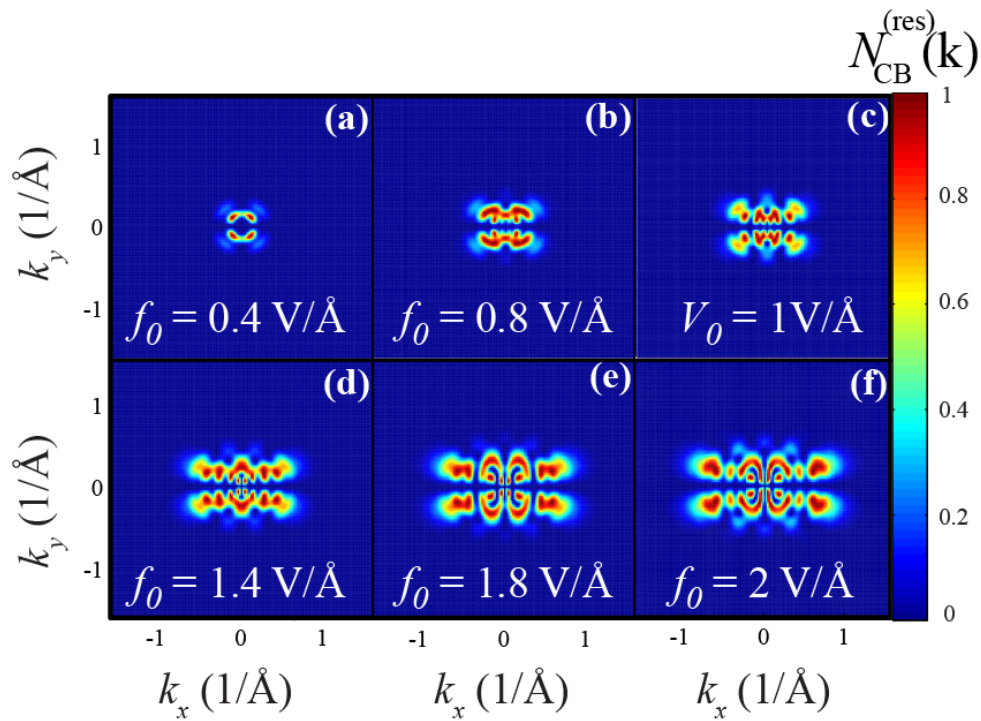 N_CB^(res)(k)
(a)
(b)
(c)
k_y (1/Å)
1
0
-1
f_0 = 0.4 V/Å
f_0 = 0.8 V/Å
V_0 = 1V/Å
(d)
(e)
(f)
k_y (1/Å)
1
0
-1
f_0 = 1.4 V/Å
f_0 = 1.8 V/Å
f_0 = 2 V/Å
-1 0 1
-1 0 1
-1 0 1
k_x (1/Å)
k_x (1/Å)
k_x (1/Å)
1
0.8
0.6
0.4
0.2
0